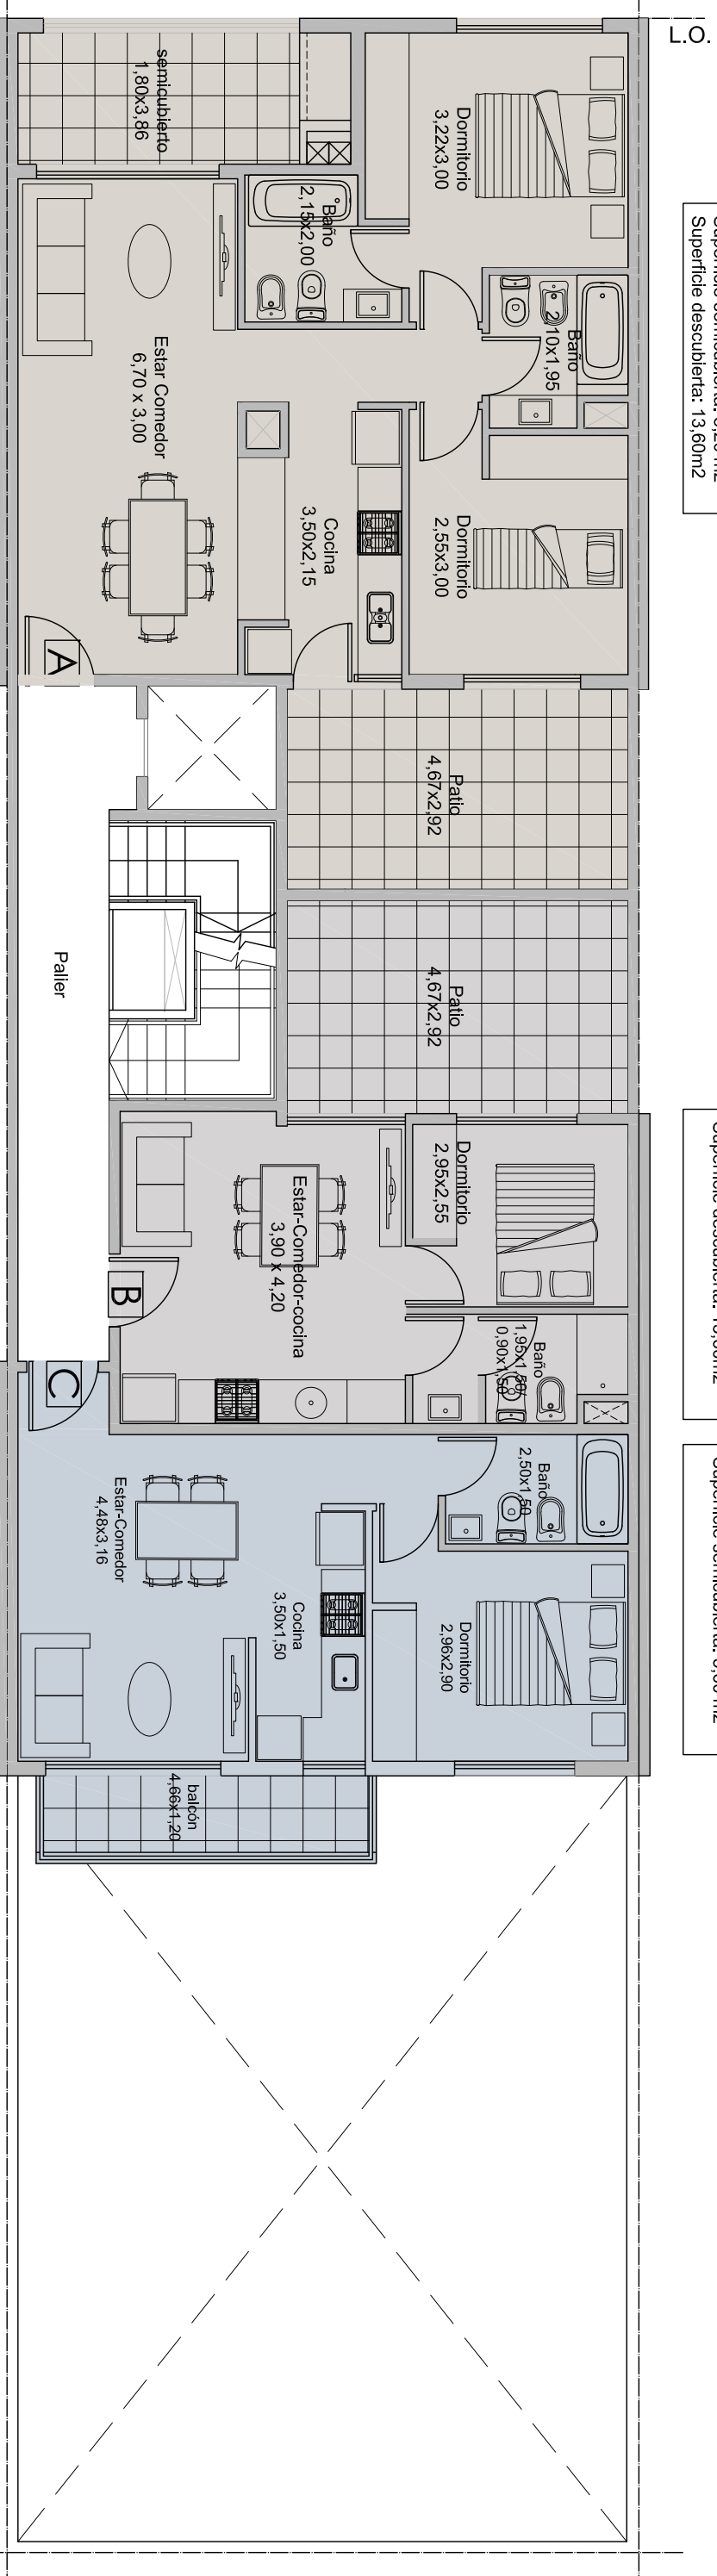 L.O.
semicubierto
1,80x3,86
Dormitorio
3,22x3,00
Baño
2,15x2,00
Superficie descubierta: 13,60m2
Baño
2,10x1,95
Estar Comedor
6,70 x 3,00
Cocina
3,50x2,15
Dormitorio
2,55x3,00
A
Patio
4,67x2,92
Palier
Patio
4,67x2,92
Dormitorio
2,95x2,55
Estar-Comedor-cocina
3,90 x 4,20
B
Baño
1,95x1,50/
0,90x1,50
C
Baño
2,50x1,50
Estar-Comedor
4,48x3,16
Cocina
3,50x1,50
Dormitorio
2,96x2,90
balcón
4,66x1,20